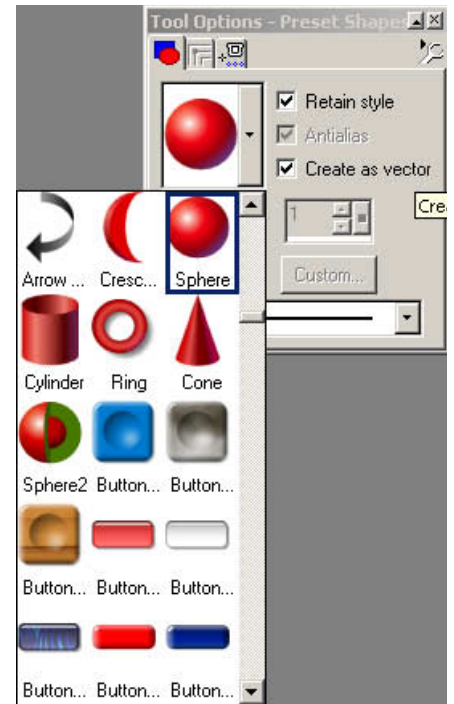 Tool Options - Preset Shapes
Retain style
Antialias
Create as vector
Cre
1
Custom...
Arrow ... Cresc... Sphere
Cylinder Ring Cone
Sphere2 Button... Button...
Button... Button... Button...
Button... Button... Button...